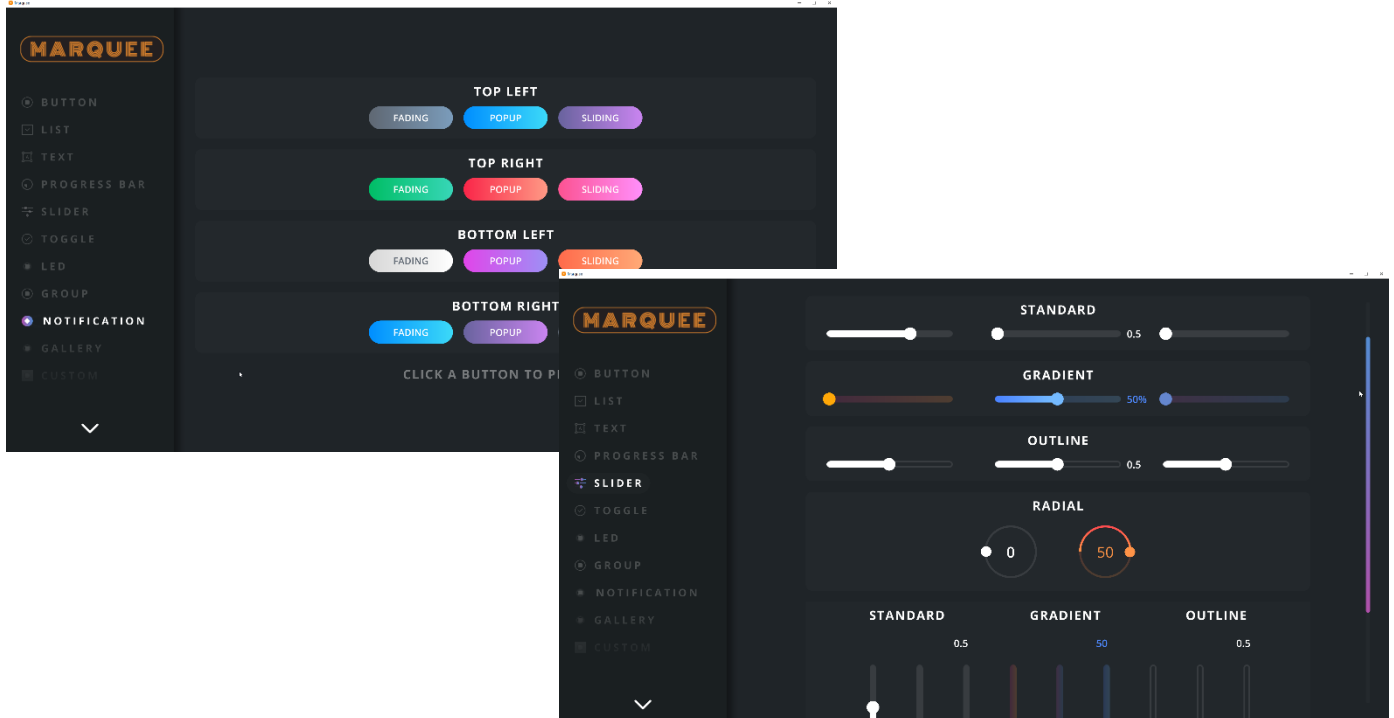 MARQUEE
BUTTON
LIST
TEXT
PROGRESS BAR
SLIDER
TOGGLE
LED
GROUP
NOTIFICATION
GALLERY
CUSTOM
TOP LEFT
FADING POPUP SLIDING
TOP RIGHT
FADING POPUP SLIDING
BOTTOM LEFT
FADING POPUP SLIDING
BOTTOM RIGHT
FADING POPUP
CLICK A BUTTON TO
MARQUEE
BUTTON
LIST
TEXT
PROGRESS BAR
SLIDER
TOGGLE
LED
GROUP
NOTIFICATION
GALLERY
CUSTOM
STANDARD
0.5
GRADIENT
50%
OUTLINE
0.5
RADIAL
0 50
STANDARD GRADIENT OUTLINE
0.5 50 0.5